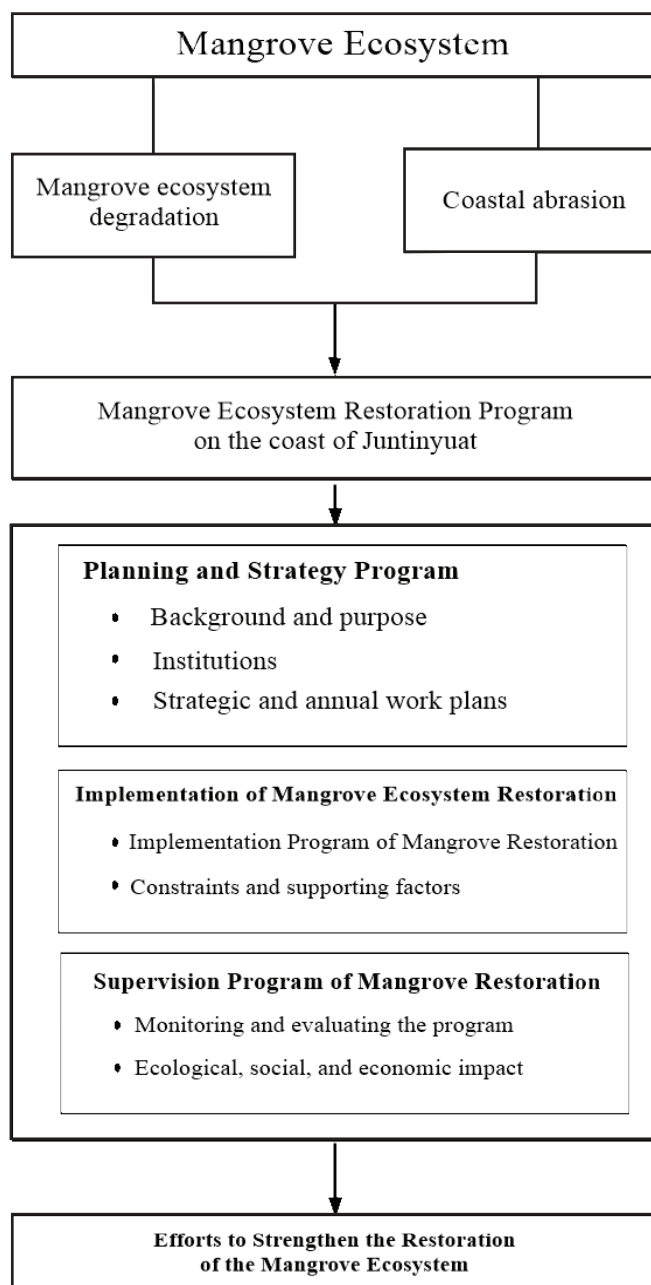 Mangrove Ecosystem
Mangrove ecosystem
degradation
Coastal abrasion
Mangrove Ecosystem Restoration Program
on the coast of Juntinyuat
Planning and Strategy Program
• Background and purpose
• Institutions
• Strategic and annual work plans
Implementation of Mangrove Ecosystem Restoration
• Implementation Program of Mangrove Restoration
• Constraints and supporting factors
Supervision Program of Mangrove Restoration
• Monitoring and evaluating the program
• Ecological, social, and economic impact
Efforts to Strengthen the Restoration
of the Mangrove Ecosystem